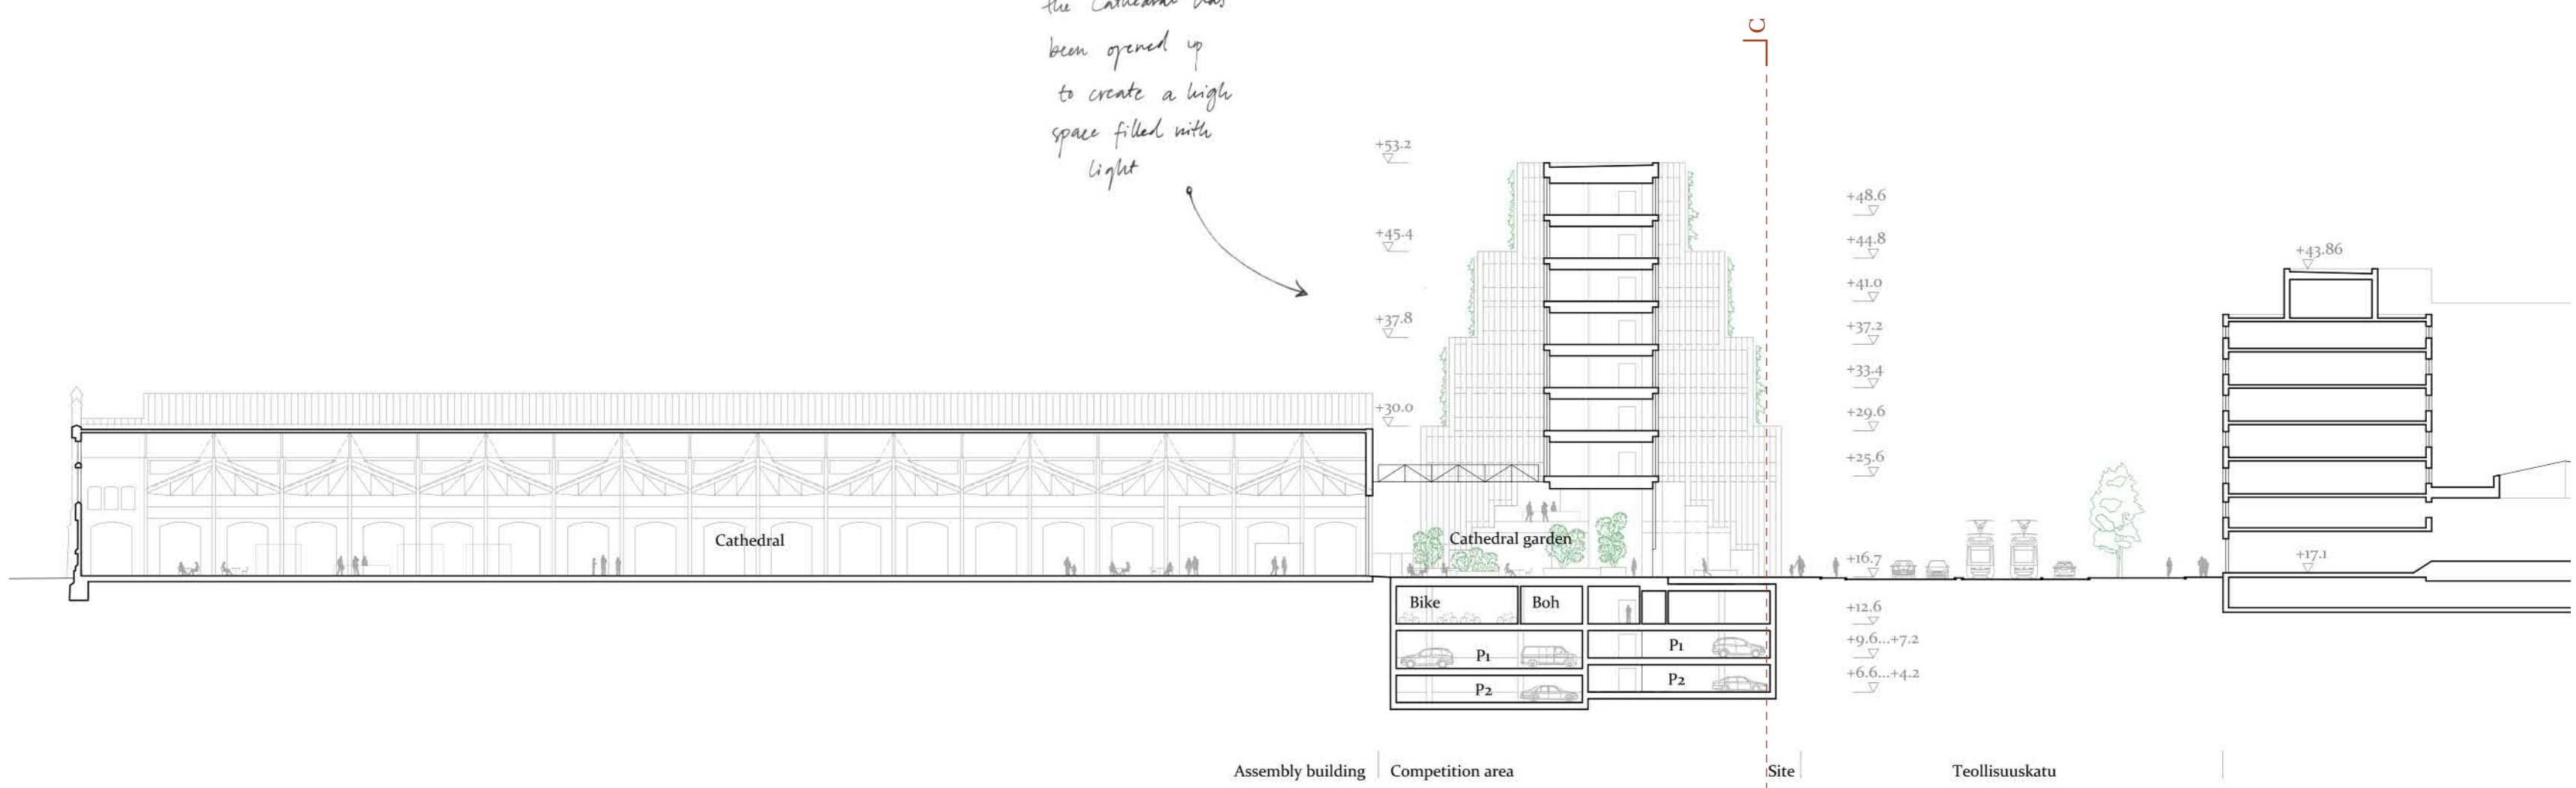 the Cathedral has
been opened up
to create a high
space filled with
light
C
+53.2
+45.4
+37.8
+30.0
+48.6
+44.8
+41.0
+37.2
+33.4
+29.6
+25.6
+16.7
+12.6
+9.6...+7.2
+6.6...+4.2
+43.86
+17.1
Cathedral
Cathedral garden
Bike
Boh
P1
P1
P2
P2
Assembly building
Competition area
Site
Teollisuuskatu